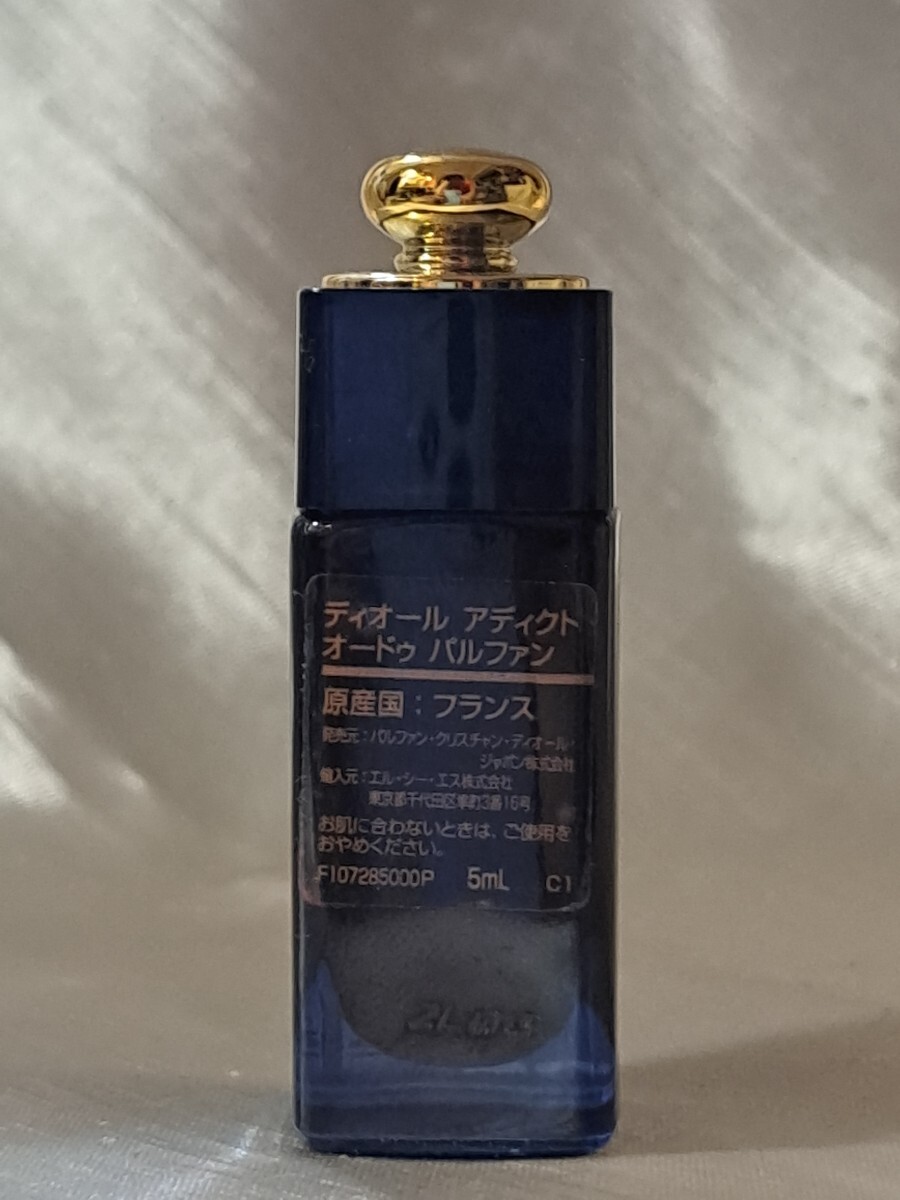 ディオール アディクト
オードゥ パルファン
原産国：フランス
発売元：パルファン・クリスチャン・ディオール・
ジャポン株式会社
輸入元：エル・シー・エス株式会社
東京都千代田区幸町3番16号
お肌に合わないときは、ご使用を
おやめください。
F107285000P 5mL C1